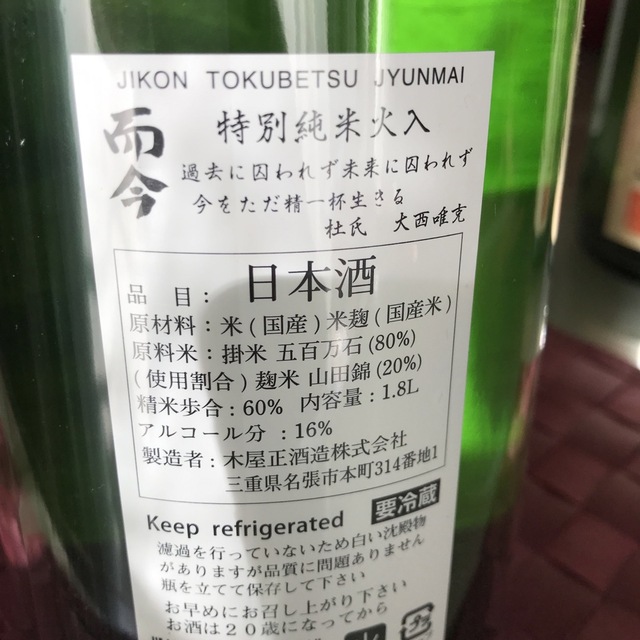 JIKON TOKUBETSU JYUNMAI
而今
特別純米火入
過去に囚われず未来に囚われず
今をただ精一杯生きる
杜氏 大西唯克
品目: 日本酒
原材料:米(国産)米麹(国産米)
原料米:掛米 五百万石(80%)
(使用割合)麹米 山田錦(20%)
精米歩合:60% 内容量:1.8L
アルコール分:16%
製造者:木屋正酒造株式会社
三重県名張市本町314番地1
Keep refrigerated 要冷蔵
濾過を行っていないため白い沈殿物
がありますが品質に問題ありません
瓶を立てて保存して下さい
お早めにお召し上がり下さい
お酒は20歳になってから